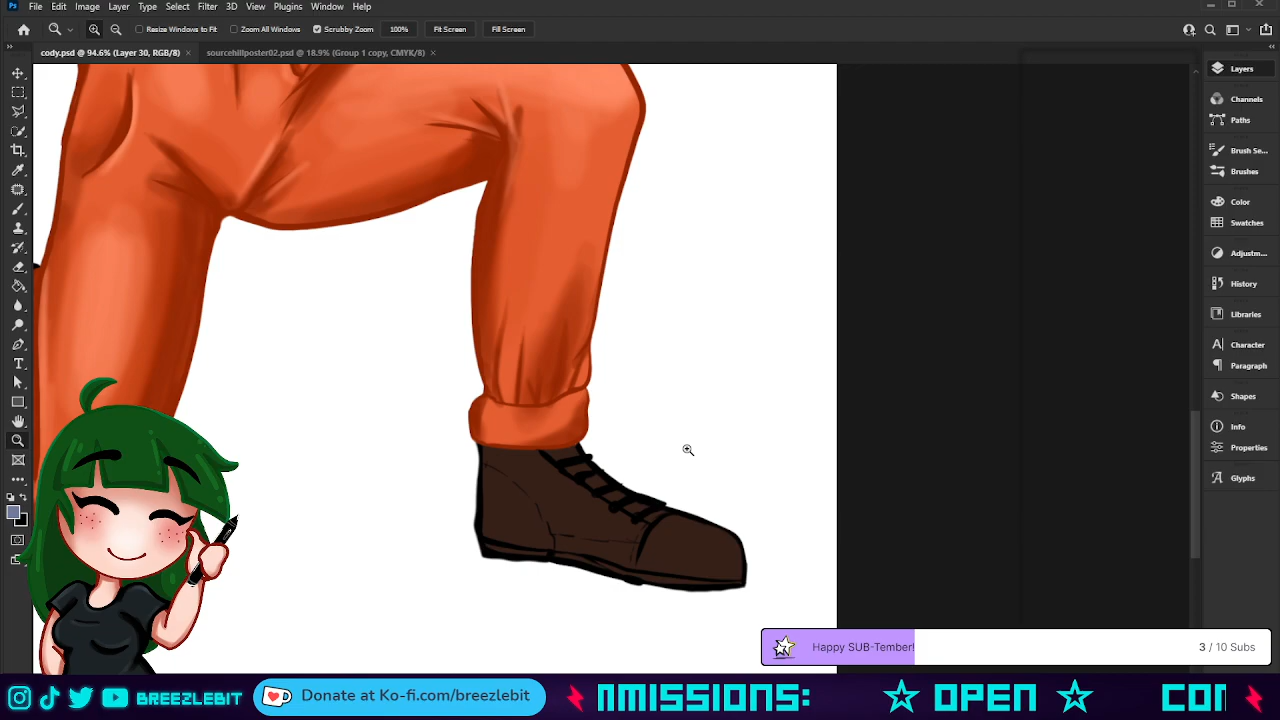 Ps File Edit Image Layer Type Select Filter 3D View Plugins Window Help
Resize Windows to Fit Zoom All Windows Scrubby Zoom 100% Fit Screen Fill Screen
cody.psd @ 94.6% (Layer 30, RGB/8) × sourcehillposter02.psd @ 18.9% (Group 1 copy, CMYK/8) ×
Layers
Channels
Paths
Brush Se...
Brushes
Color
Swatches
Adjustm...
History
Libraries
Character
Paragraph
Shapes
Info
Properties
Glyphs
Happy SUB-Tember! 3 / 10 Subs
BREEZLEBIT Donate at Ko-fi.com/breezlebit NMISSIONS: OPEN COM